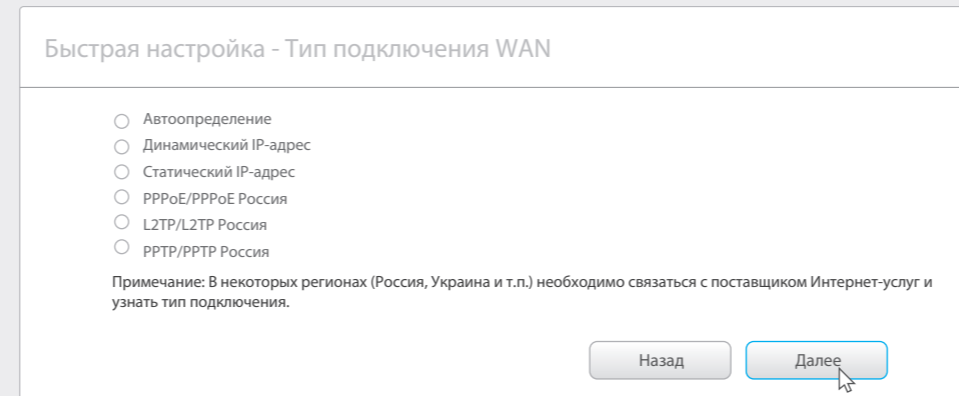 Быстрая настройка - Тип подключения WAN
Автоопределение
Динамический IP-адрес
Статический IP-адрес
PPPoE/PPPoE Россия
L2TP/L2TP Россия
PPTP/PPTP Россия
Примечание: В некоторых регионах (Россия, Украина и т.п.) необходимо связаться с поставщиком Интернет-услуг и
узнать тип подключения.
Назад Далее